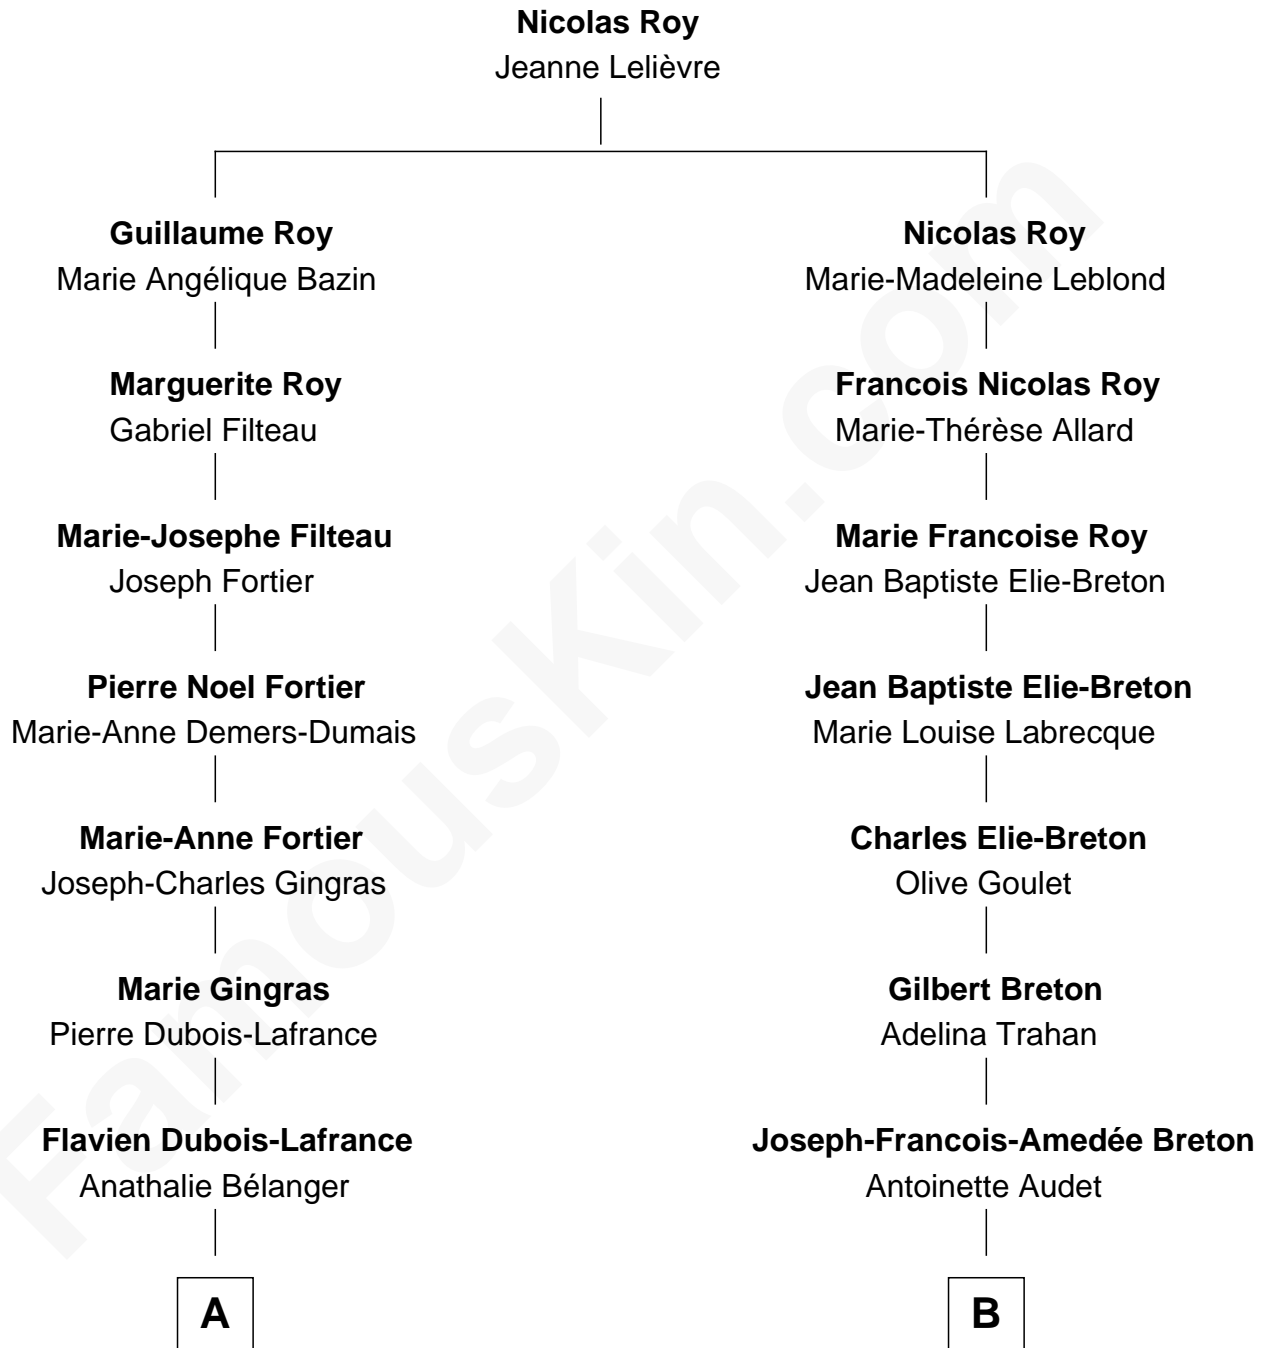 Nicolas Roy
Jeanne Lelièvre
Guillaume Roy
Marie Angélique Bazin
Nicolas Roy
Marie-Madeleine Leblond
Marguerite Roy
Gabriel Filteau
Francois Nicolas Roy
Marie-Thérèse Allard
Marie-Josephe Filteau
Joseph Fortier
Marie Francoise Roy
Jean Baptiste Elie-Breton
Pierre Noel Fortier
Marie-Anne Demers-Dumais
Jean Baptiste Elie-Breton
Marie Louise Labrecque
Marie-Anne Fortier
Joseph-Charles Gingras
Charles Elie-Breton
Olive Goulet
Marie Gingras
Pierre Dubois-Lafrance
Gilbert Breton
Adelina Trahan
Flavien Dubois-Lafrance
Anathalie Bélanger
Joseph-Francois-Amedée Breton
Antoinette Audet
A
B
FamousKin.com